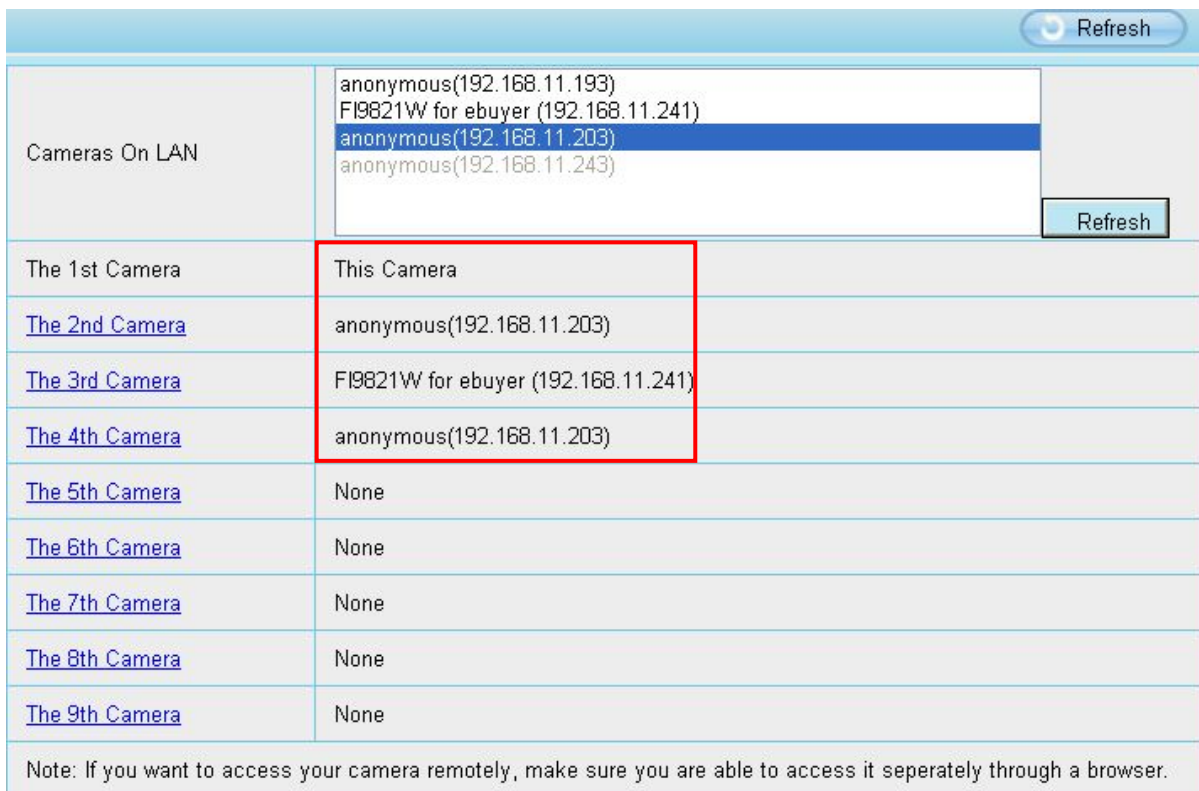 Refresh
Cameras On LAN
anonymous(192.168.11.193)
FI9821W for ebuyer (192.168.11.241)
anonymous(192.168.11.203)
anonymous(192.168.11.243)
Refresh
The 1st Camera This Camera
The 2nd Camera anonymous(192.168.11.203)
The 3rd Camera FI9821W for ebuyer (192.168.11.241)
The 4th Camera anonymous(192.168.11.203)
The 5th Camera None
The 6th Camera None
The 7th Camera None
The 8th Camera None
The 9th Camera None
Note: If you want to access your camera remotely, make sure you are able to access it seperately through a browser.